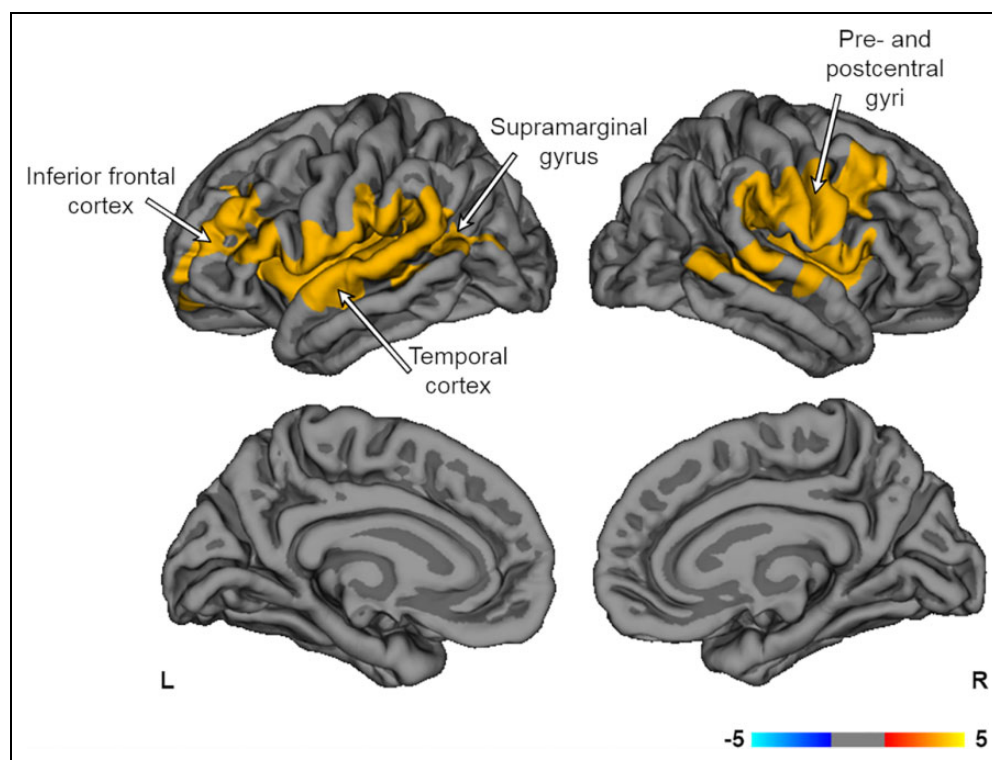 Pre- and
postcentral
gyri
Supramarginal
gyrus
Inferior frontal
cortex
Temporal
cortex
L
R
-5
5